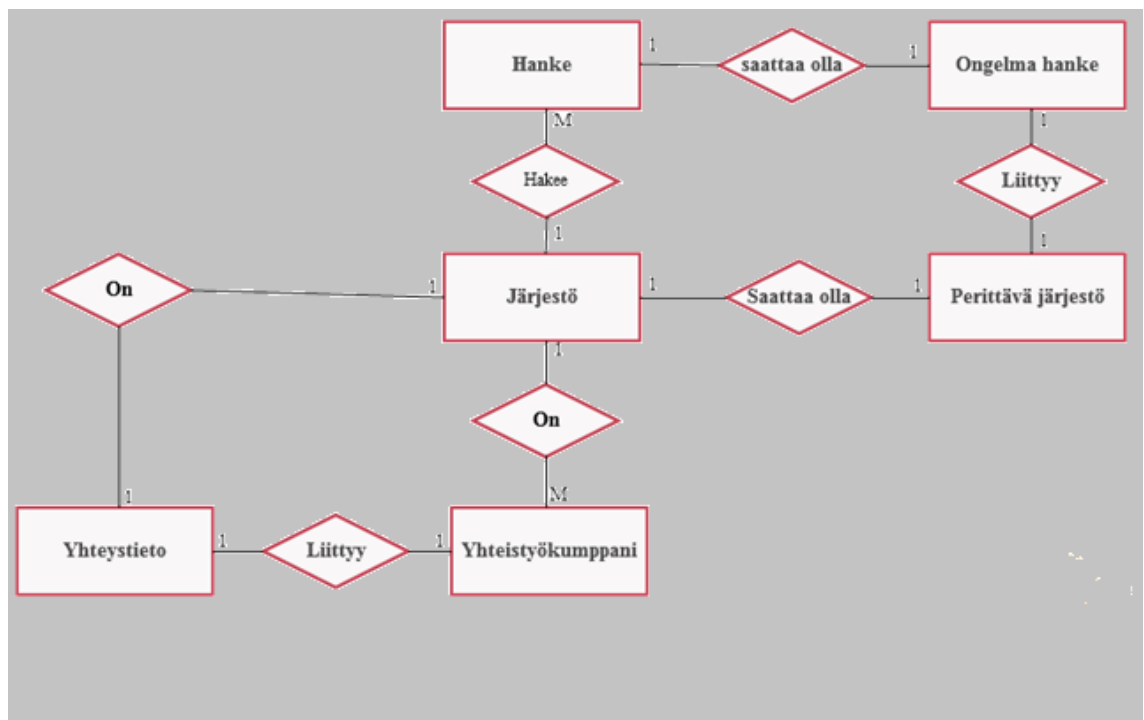 Hanke
1
saattaa olla
1
Ongelma hanke
M
1
Hakee
Liittyy
1
1
On
1
Järjestö
1
Saattaa olla
1
Perittävä järjestö
1
On
1
M
Yhteystieto
1
Liittyy
1
Yhteistyökumppani